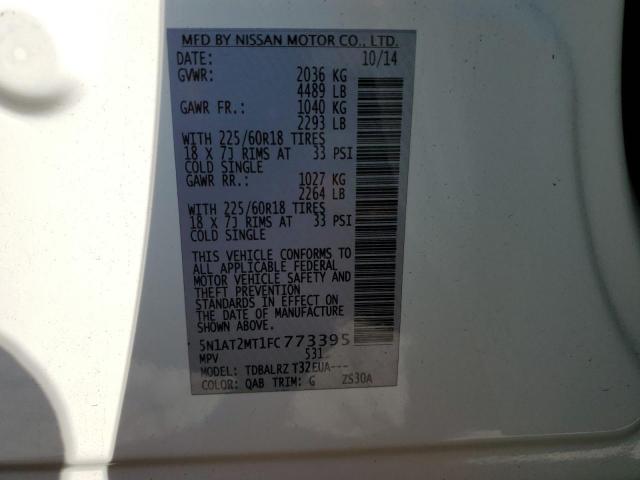 MFD BY NISSAN MOTOR CO., LTD.
DATE: 10/14
GVWR: 2036 KG
4489 LB
GAWR FR.: 1040 KG
2293 LB
WITH 225/60R18 TIRES
18 X 7J RIMS AT 33 PSI
COLD SINGLE
GAWR RR.: 1027 KG
2264 LB
WITH 225/60R18 TIRES
18 X 7J RIMS AT 33 PSI
COLD SINGLE
THIS VEHICLE CONFORMS TO
ALL APPLICABLE FEDERAL
MOTOR VEHICLE SAFETY AND
THEFT PREVENTION
STANDARDS IN EFFECT ON
THE DATE OF MANUFACTURE
SHOWN ABOVE.
5N1AT2MT1FC773395
MPV 531
MODEL: TDBALRZ T32EUA---
COLOR: QAB TRIM: G ZS30A